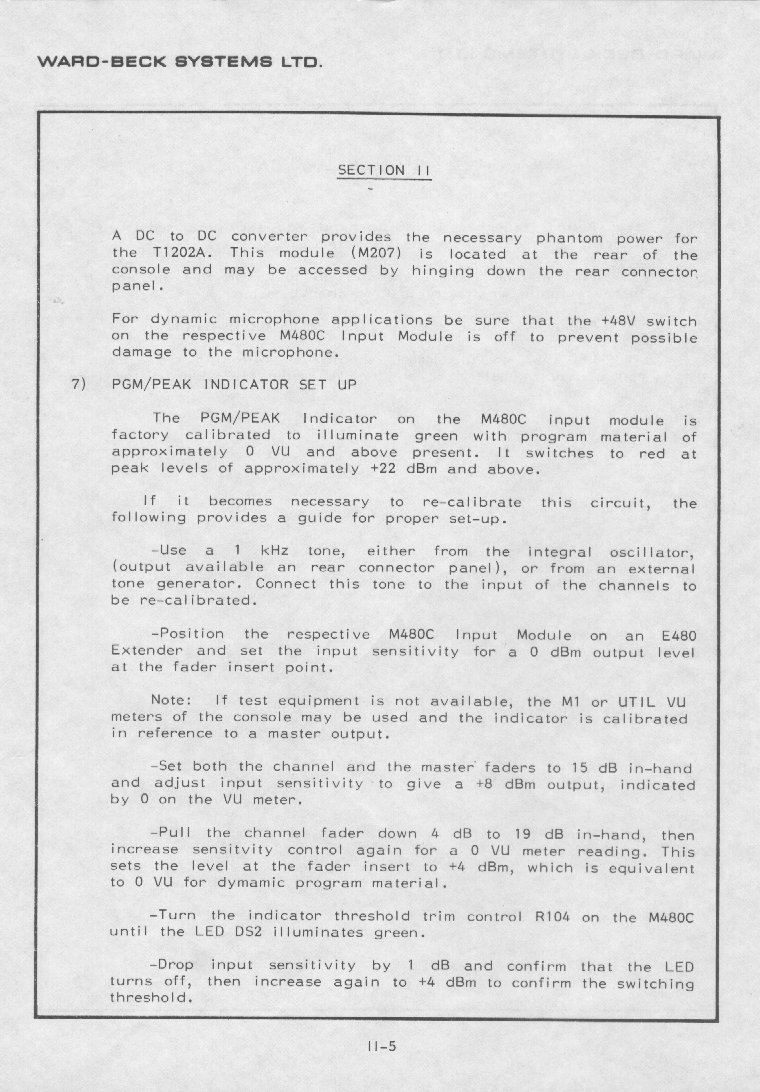 WARD-BECK SYSTEMS LTD.
SECTION II
A DC to DC converter provides the necessary phantom power for
the T1202A. This module (M207) is located at the rear of the
console and may be accessed by hinging down the rear connector
panel.
For dynamic microphone applications be sure that the +48V switch
on the respective M480C Input Module is off to prevent possible
damage to the microphone.
7) PGM/PEAK INDICATOR SET UP
The PGM/PEAK Indicator on the M480C input module is
factory calibrated to illuminate green with program material of
approximately 0 VU and above present. It switches to red at
peak levels of approximately +22 dBm and above.
If it becomes necessary to re-calibrate this circuit, the
following provides a guide for proper set-up.
-Use a 1 kHz tone, either from the integral oscillator,
(output available an rear connector panel), or from an external
tone generator. Connect this tone to the input of the channels to
be re-calibrated.
-Position the respective M480C Input Module on an E480
Extender and set the input sensitivity for a 0 dBm output level
at the fader insert point.
Note: If test equipment is not available, the M1 or UTIL VU
meters of the console may be used and the indicator is calibrated
in reference to a master output.
-Set both the channel and the master faders to 15 dB in-hand
and adjust input sensitivity to give a +8 dBm output, indicated
by 0 on the VU meter.
-Pull the channel fader down 4 dB to 19 dB in-hand, then
increase sensitvity control again for a 0 VU meter reading. This
sets the level at the fader insert to +4 dBm, which is equivalent
to 0 VU for dymamic program material.
-Turn the indicator threshold trim control R104 on the M480C
until the LED DS2 illuminates green.
-Drop input sensitivity by 1 dB and confirm that the LED
turns off, then increase again to +4 dBm to confirm the switching
threshold.
II-5